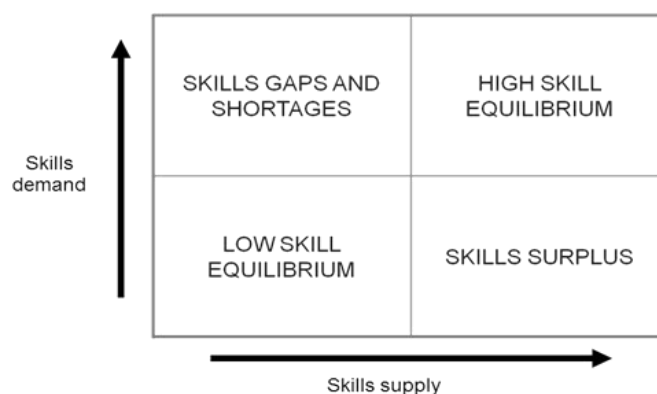 SKILLS GAPS AND
SHORTAGES
HIGH SKILL
EQUILIBRIUM
Skills
demand
LOW SKILL
EQUILIBRIUM
SKILLS SURPLUS
Skills supply